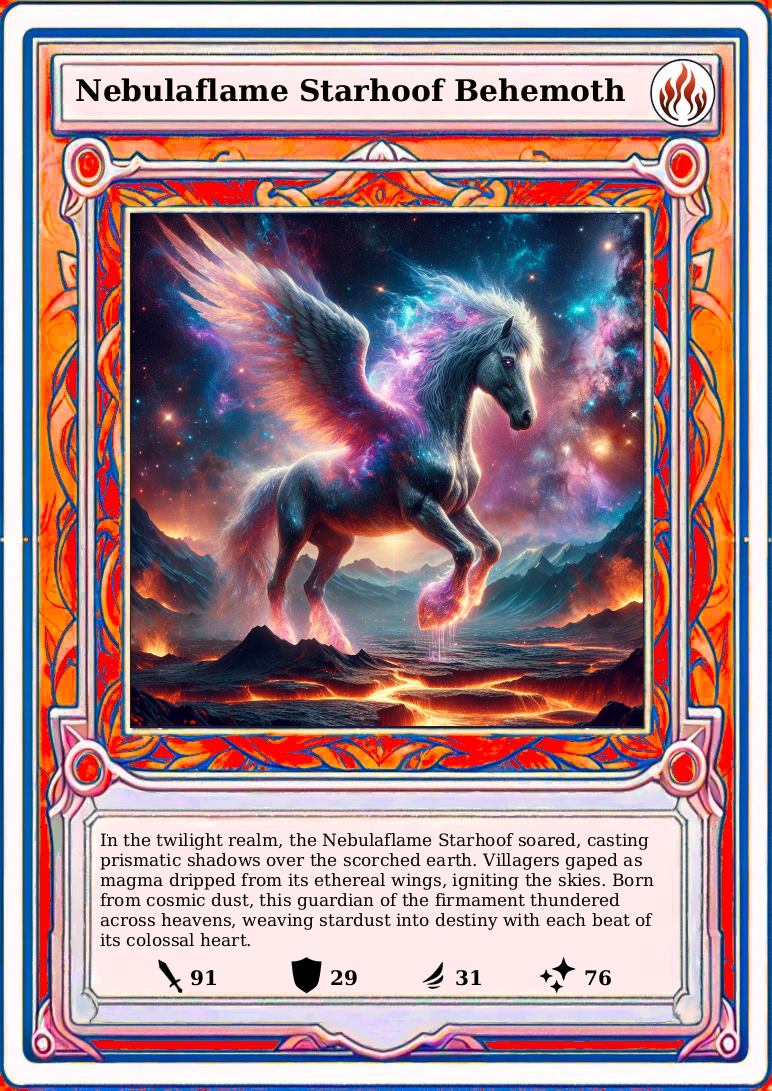 Nebulaflame Starhoof Behemoth
In the twilight realm, the Nebulaflame Starhoof soared, casting
prismatic shadows over the scorched earth. Villagers gaped as
magma dripped from its ethereal wings, igniting the skies. Born
from cosmic dust, this guardian of the firmament thundered
across heavens, weaving stardust into destiny with each beat of
its colossal heart.
91 29 31 76